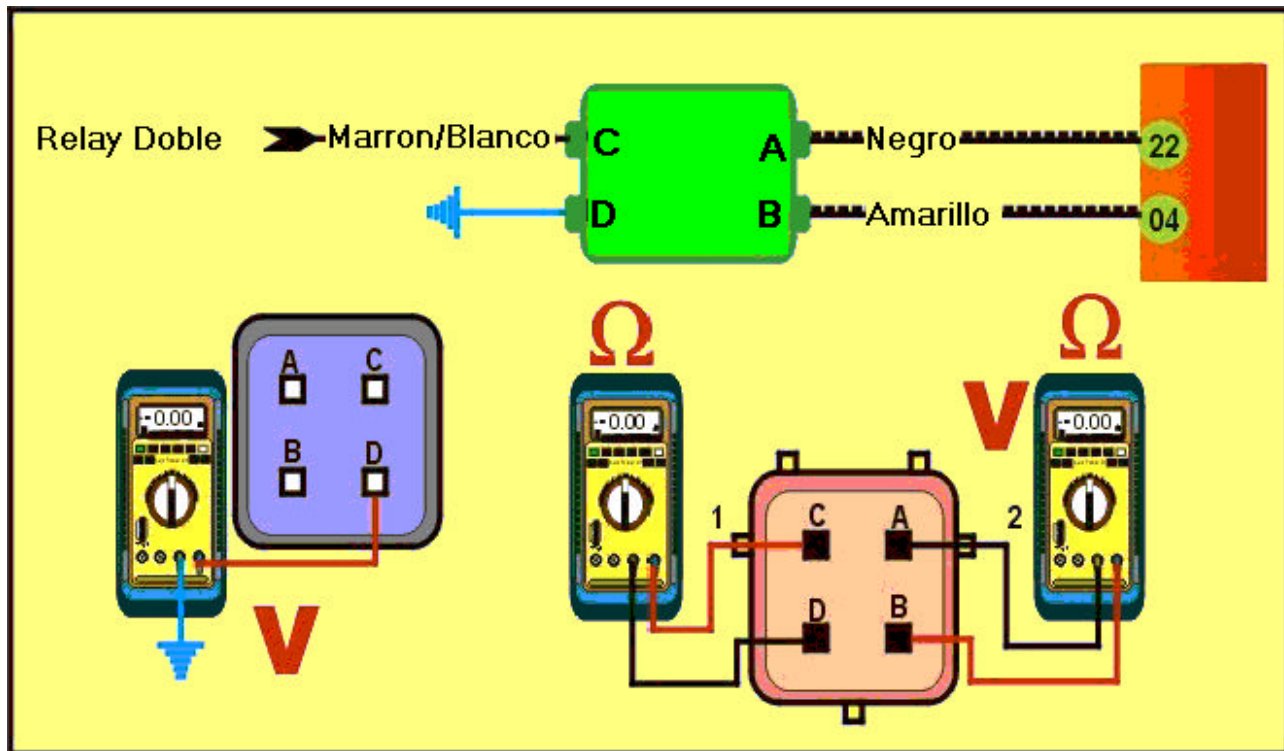 Relay Doble Marron/Blanco C A Negro 22
D B Amarillo 04
Ω Ω
A C
-0.00 -0.00 V -0.00
B D
1 C A 2
D B
V